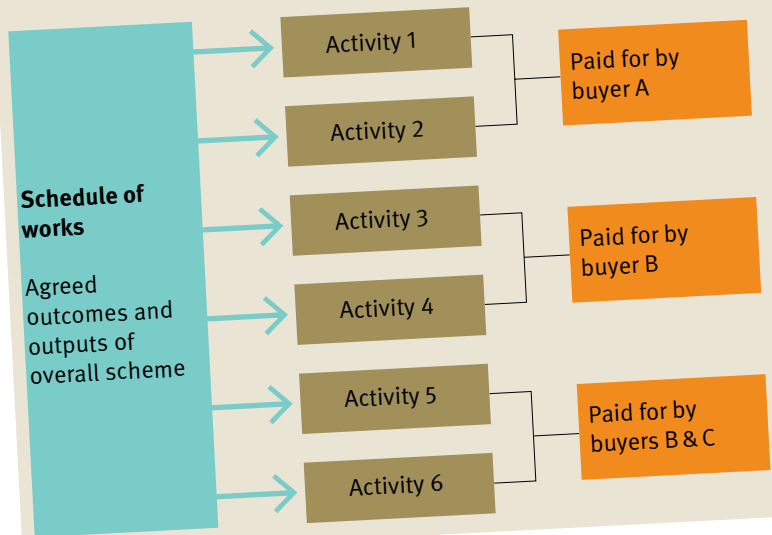 Schedule of
works
Agreed
outcomes and
outputs of
overall scheme
Activity 1
Activity 2
Activity 3
Activity 4
Activity 5
Activity 6
Paid for by
buyer A
Paid for by
buyer B
Paid for by
buyers B & C